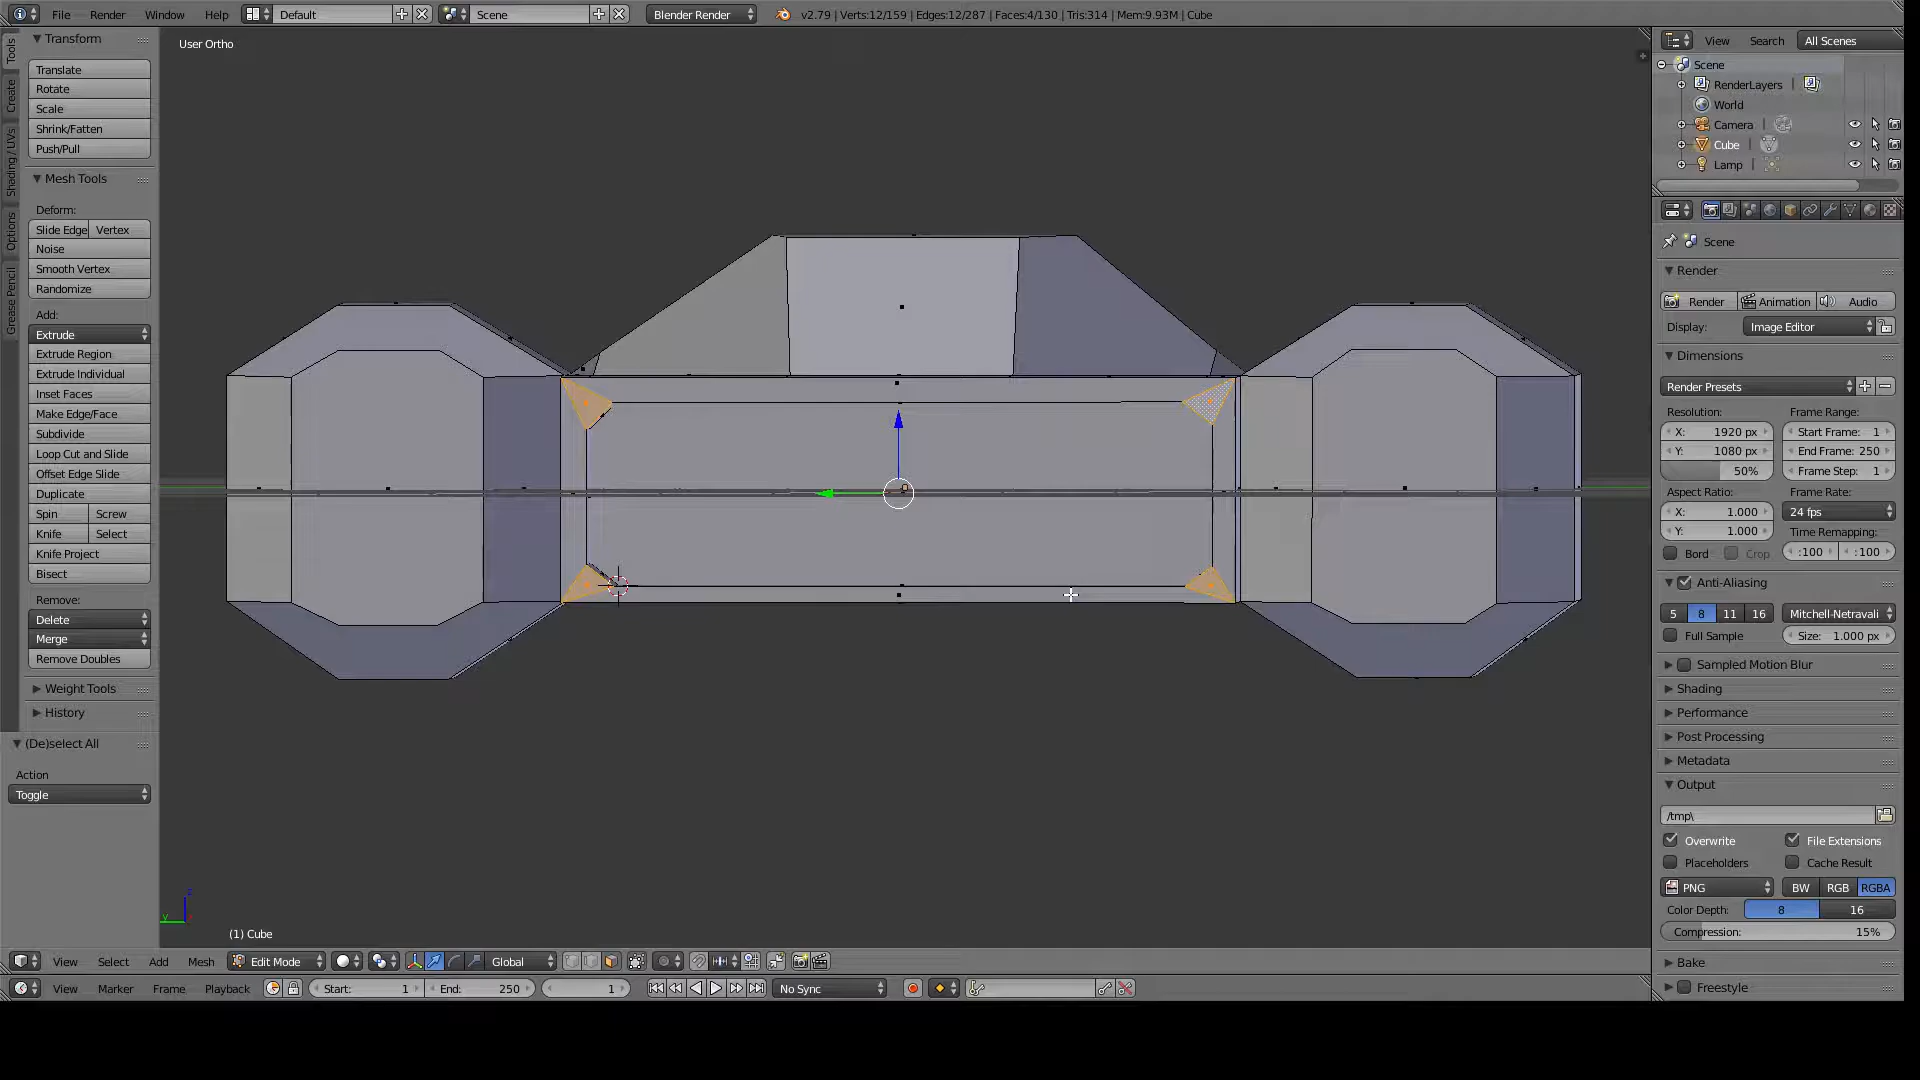 File Render Window Help Default Scene Blender Render v2.79 | Verts:12/159 | Edges:12/287 | Faces:4/130 | Tris:314 | Mem:9.93M | Cube
Tools
Create
Shading / UVs
Options
Grease Pencil
Transform
Translate
Rotate
Scale
Shrink/Fatten
Push/Pull
Mesh Tools
Deform:
Slide Edge Vertex
Noise
Smooth Vertex
Randomize
Add:
Extrude
Extrude Region
Extrude Individual
Inset Faces
Make Edge/Face
Subdivide
Loop Cut and Slide
Offset Edge Slide
Duplicate
Spin Screw
Knife Select
Knife Project
Bisect
Remove:
Delete
Merge
Remove Doubles
Weight Tools
History
(De)select All
Action
Toggle
User Ortho
z
y
(1) Cube
View Select Add Mesh Edit Mode Global
View Marker Frame Playback Start: 1 End: 250 1 No Sync
View Search All Scenes
Scene
RenderLayers |
World
Camera |
Cube |
Lamp |
Scene
Render
Render Animation Audio
Display: Image Editor
Dimensions
Render Presets
Resolution: Frame Range:
X: 1920 px Start Frame: 1
Y: 1080 px End Frame: 250
50% Frame Step: 1
Aspect Ratio: Frame Rate:
X: 1.000 24 fps
Y: 1.000 Time Remapping:
Bord Crop :100 :100
Anti-Aliasing
5 8 11 16 Mitchell-Netravali
Full Sample Size: 1.000 px
Sampled Motion Blur
Shading
Performance
Post Processing
Metadata
Output
/tmp\
Overwrite File Extensions
Placeholders Cache Result
PNG BW RGB RGBA
Color Depth: 8 16
Compression: 15%
Bake
Freestyle